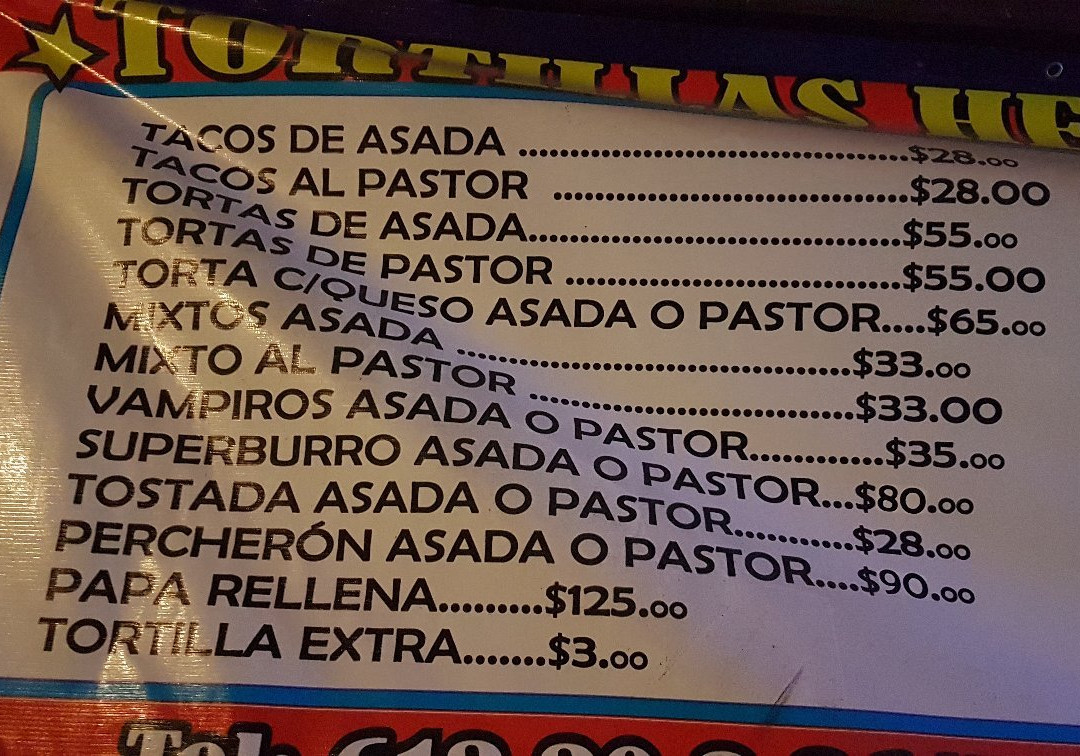 TORTILLAS HE
TACOS DE ASADA ..........................................$28.00
TACOS AL PASTOR .......................................$28.00
TORTAS DE ASADA.........................................$55.00
TORTAS DE PASTOR .....................................$55.00
TORTA C/QUESO ASADA O PASTOR....$65.00
MIXTOS ASADA ...........................................$33.00
MIXTO AL PASTOR ....................................$33.00
VAMPIROS ASADA O PASTOR............$35.00
SUPERBURRO ASADA O PASTOR...$80.00
TOSTADA ASADA O PASTOR............$28.00
PERCHERÓN ASADA O PASTOR....$90.00
PAPA RELLENA.........$125.00
TORTILLA EXTRA.......$3.00